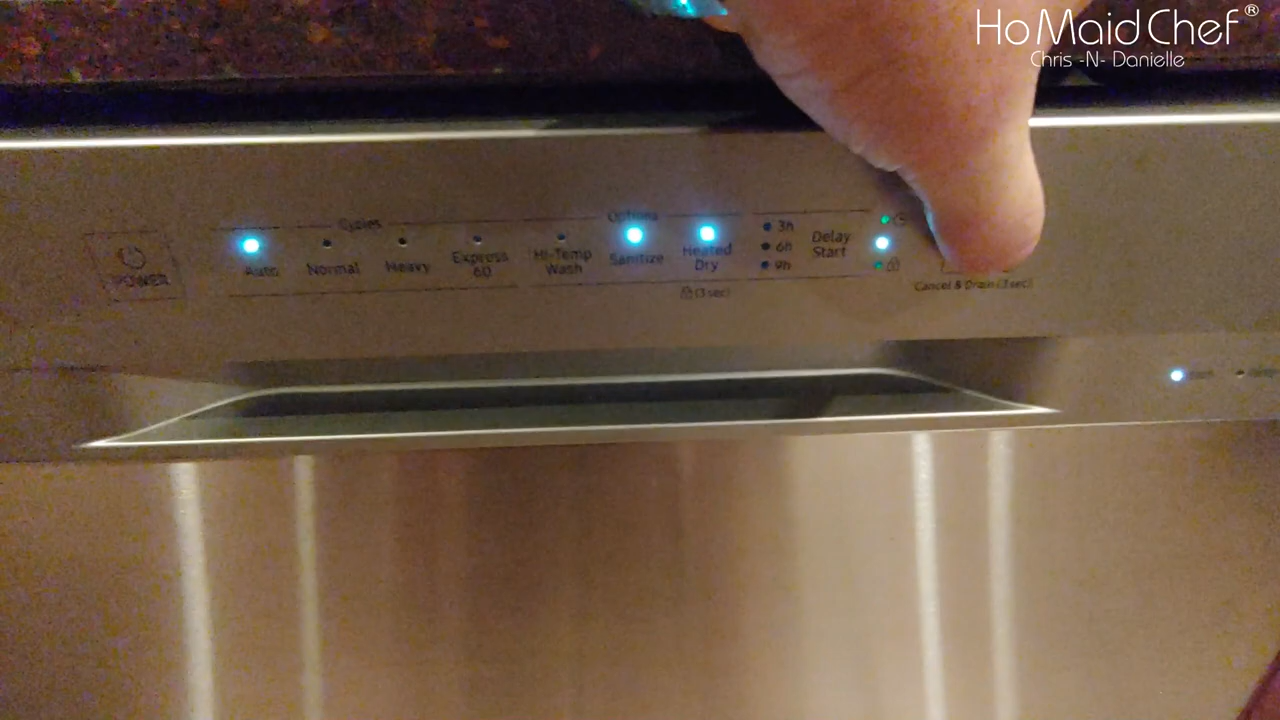 HoMaidChef®
Chris -N- Danielle
Cycles
Options
POWER
Auto
Normal
Heavy
Express
60
Hi-Temp
Wash
Sanitize
Heated
Dry
(3 sec)
3h
6h
9h
Delay
Start
Cancel & Drain (3 sec)